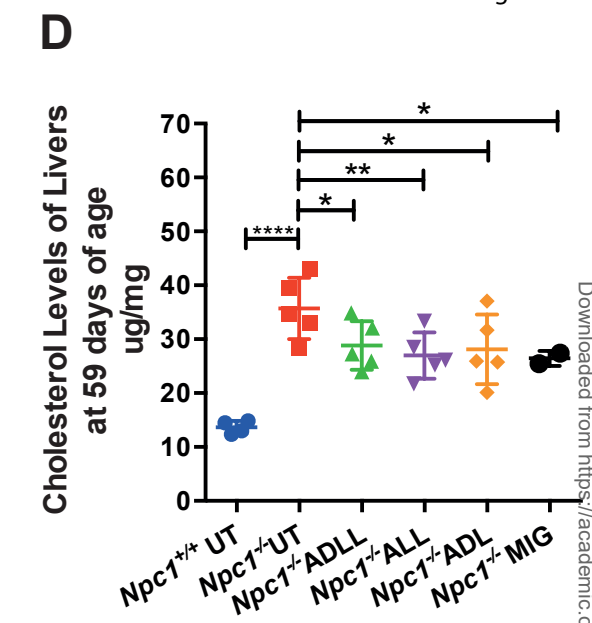 D
Cholesterol Levels of Livers
at 59 days of age
ug/mg
70
60
50
40
30
20
10
0
*
*
**
*
****
Npc1+/+ UT
Npc1-/-UT
Npc1-/-ADLL
Npc1-/-ALL
Npc1-/-ADL
Npc1-/- MIG
Downloaded from https://academic.